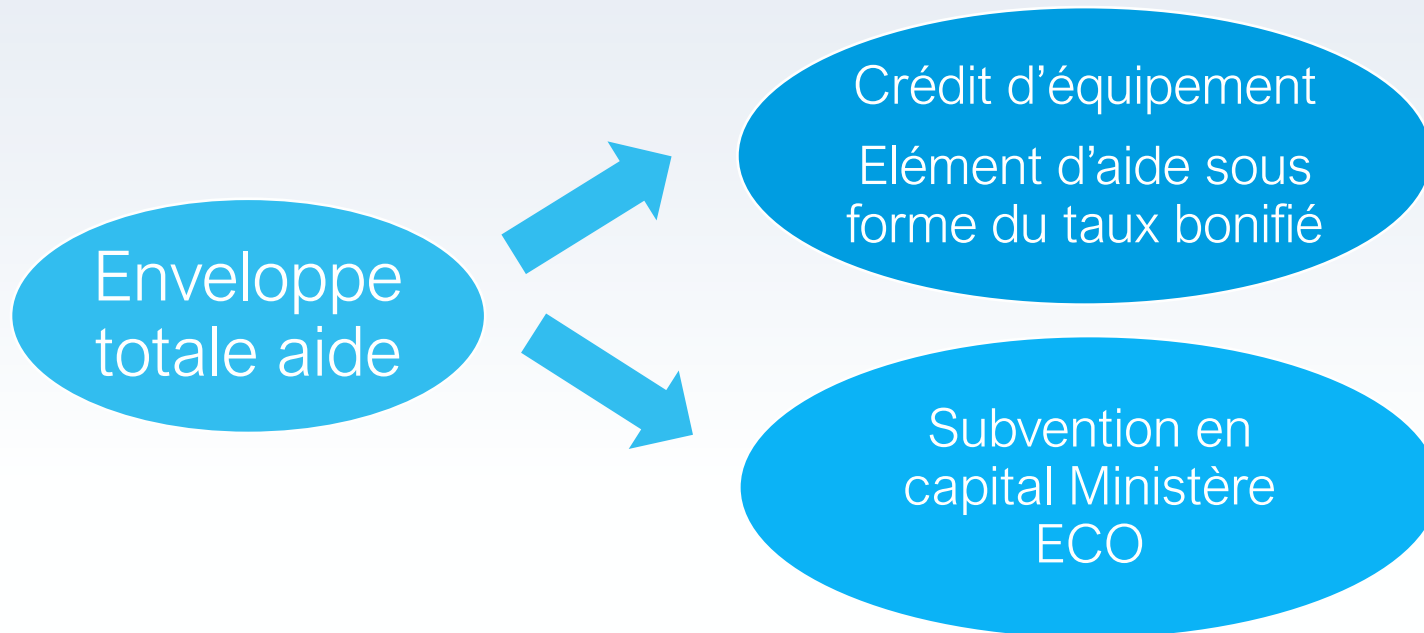 Enveloppe
totale aide
Crédit d’équipement
Elément d’aide sous
forme du taux bonifié
Subvention en
capital Ministère
ECO